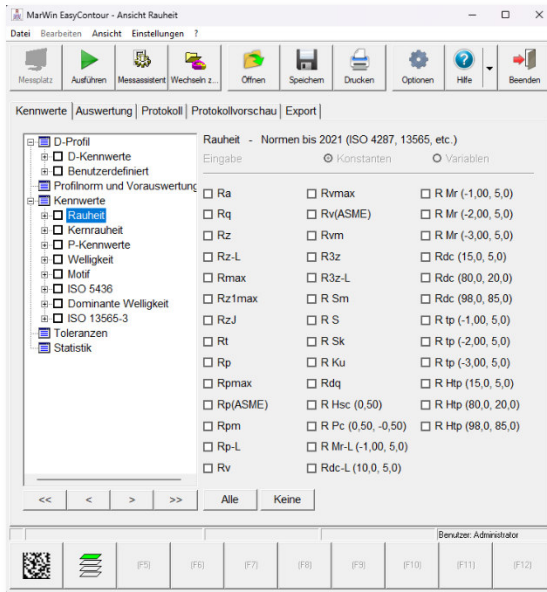 MarWin EasyContour - Ansicht Rauheit
Datei Bearbeiten Ansicht Einstellungen ?
Messplatz Ausführen Messassistent Wechseln z... Öffnen Speichern Drucken Optionen Hilfe Beenden
Kennwerte Auswertung Protokoll Protokollvorschau Export
D-Profil
D-Kennwerte
Benutzerdefiniert
Profilnorm und Vorauswertung
Kennwerte
Rauheit
Kernrauheit
P-Kennwerte
Welligkeit
Motif
ISO 5436
Dominante Welligkeit
ISO 13565-3
Toleranzen
Statistik
Rauheit - Normen bis 2021 (ISO 4287, 13565, etc.)
Eingabe Konstanten Variablen
Ra Rvmax R Mr (-1,00, 5,0)
Rq Rv(ASME) R Mr (-2,00, 5,0)
Rz Rvm R Mr (-3,00, 5,0)
Rz-L R3z Rdc (15,0, 5,0)
Rmax R3z-L Rdc (80,0, 20,0)
Rz1max R Sm Rdc (98,0, 85,0)
RzJ R S R tp (-1,00, 5,0)
Rt R Sk R tp (-2,00, 5,0)
Rp R Ku R tp (-3,00, 5,0)
Rpmax Rdq R Htp (15,0, 5,0)
Rp(ASME) R Hsc (0,50) R Htp (80,0, 20,0)
Rpm R Pc (0,50, -0,50) R Htp (98,0, 85,0)
Rp-L R Mr-L (-1,00, 5,0)
Rv Rdc-L (10,0, 5,0)
<< < > >> Alle Keine
Benutzer: Administrator
(F5) (F6) (F7) (F8) (F9) (F10) (F11) (F12)